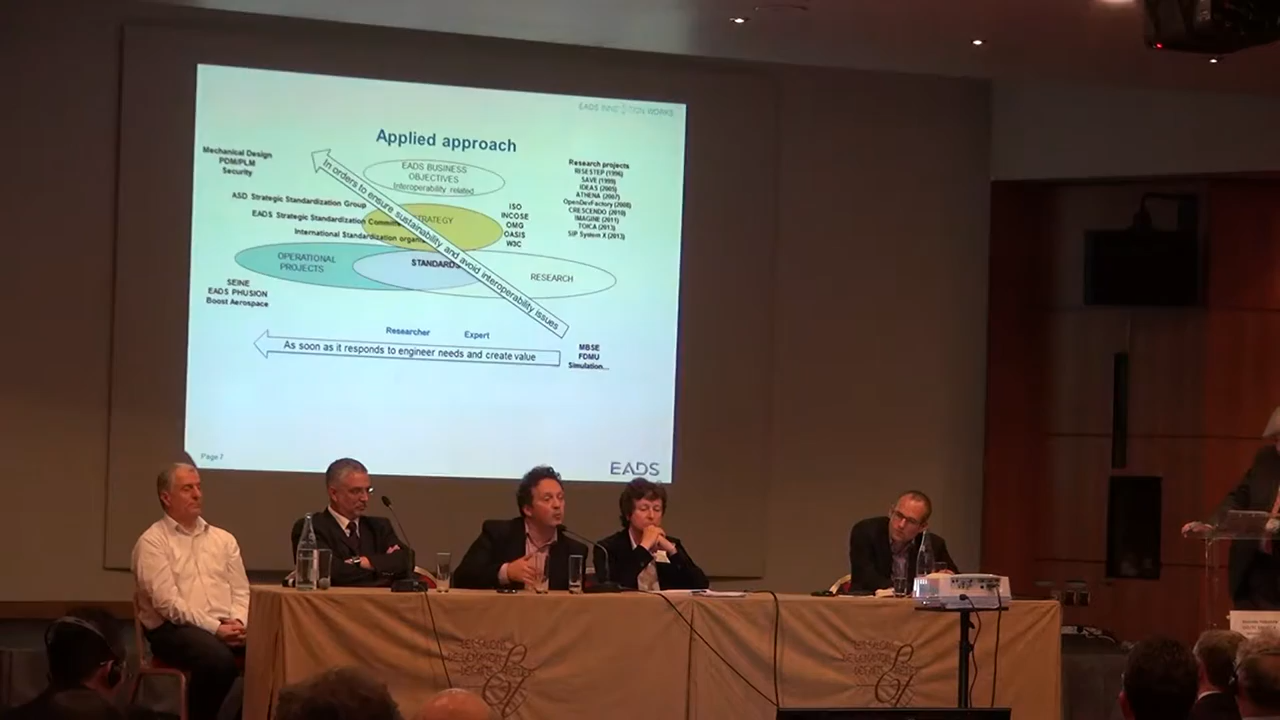 EADS INNOVATION WORKS
Applied approach
Mechanical Design
PDM/PLM
Security
EADS BUSINESS
OBJECTIVES
Interoperability related
Research projects
RISESTEP (1996)
SAVE (1999)
IDEAS (2005)
ATHENA (2007)
OpenDevFactory (2008)
CRESCENDO (2010)
IMAGINE (2011)
TOICA (2013)
SIP System X (2013)
ASD Strategic Standardization Group
EADS Strategic Standardization Commi
International Standardization organi
TRATEGY
ISO
INCOSE
OMG
OASIS
W3C
In orders to ensure sustainability and avoid interoperability issues
OPERATIONAL
PROJECTS
STANDARDS
RESEARCH
SEINE
EADS PHUSION
Boost Aerospace
Researcher Expert
As soon as it responds to engineer needs and create value
MBSE
FDMU
Simulation...
Page 7
EADS